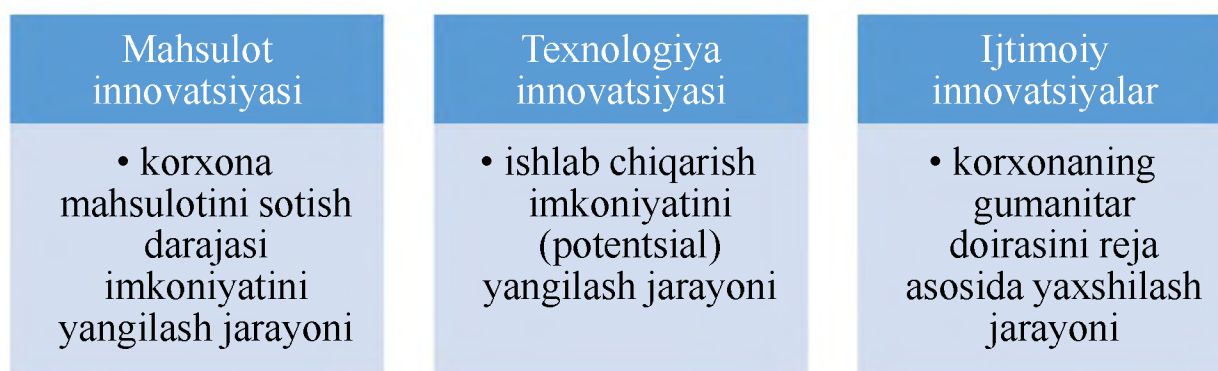 Mahsulot
innovatsiyasi
• korxona
mahsulotini sotish
darajasi
imkoniyatini
yangilash jarayoni
Texnologiya
innovatsiyasi
• ishlab chiqarish
imkoniyatini
(potentsial)
yangilash jarayoni
Ijtimoiy
innovatsiyalar
• korxonaning
gumanitar
doirasini reja
asosida yaxshilash
jarayoni